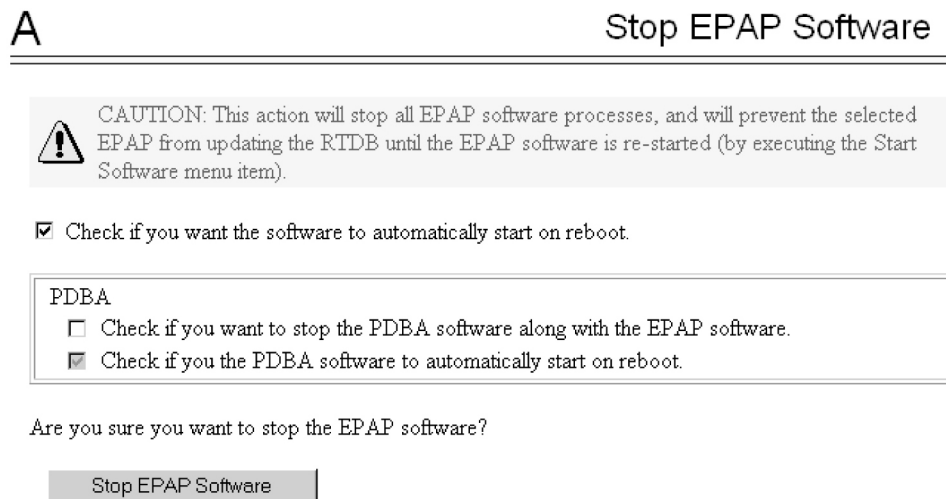 A
Stop EPAP Software
CAUTION: This action will stop all EPAP software processes, and will prevent the selected
EPAP from updating the RTDB until the EPAP software is re-started (by executing the Start
Software menu item).
Check if you want the software to automatically start on reboot.
PDBA
Check if you want to stop the PDBA software along with the EPAP software.
Check if you the PDBA software to automatically start on reboot.
Are you sure you want to stop the EPAP software?
Stop EPAP Software